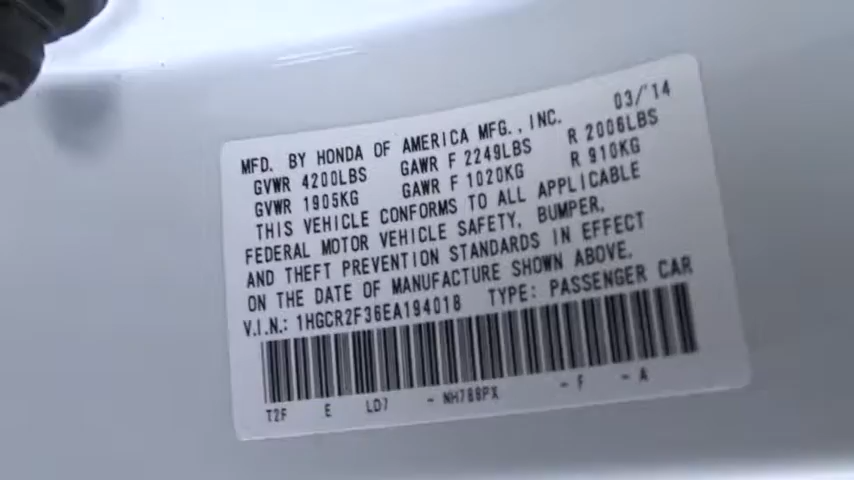 MFD. BY HONDA OF AMERICA MFG., INC. 03/'14
GVWR 4200LBS GAWR F 2249LBS R 2006LBS
GVWR 1905KG GAWR F 1020KG R 910KG
THIS VEHICLE CONFORMS TO ALL APPLICABLE
FEDERAL MOTOR VEHICLE SAFETY, BUMPER,
AND THEFT PREVENTION STANDARDS IN EFFECT
ON THE DATE OF MANUFACTURE SHOWN ABOVE.
V.I.N.: 1HGCR2F36EA194018 TYPE: PASSENGER CAR
T2F E LD7 - NH788PX - F - A